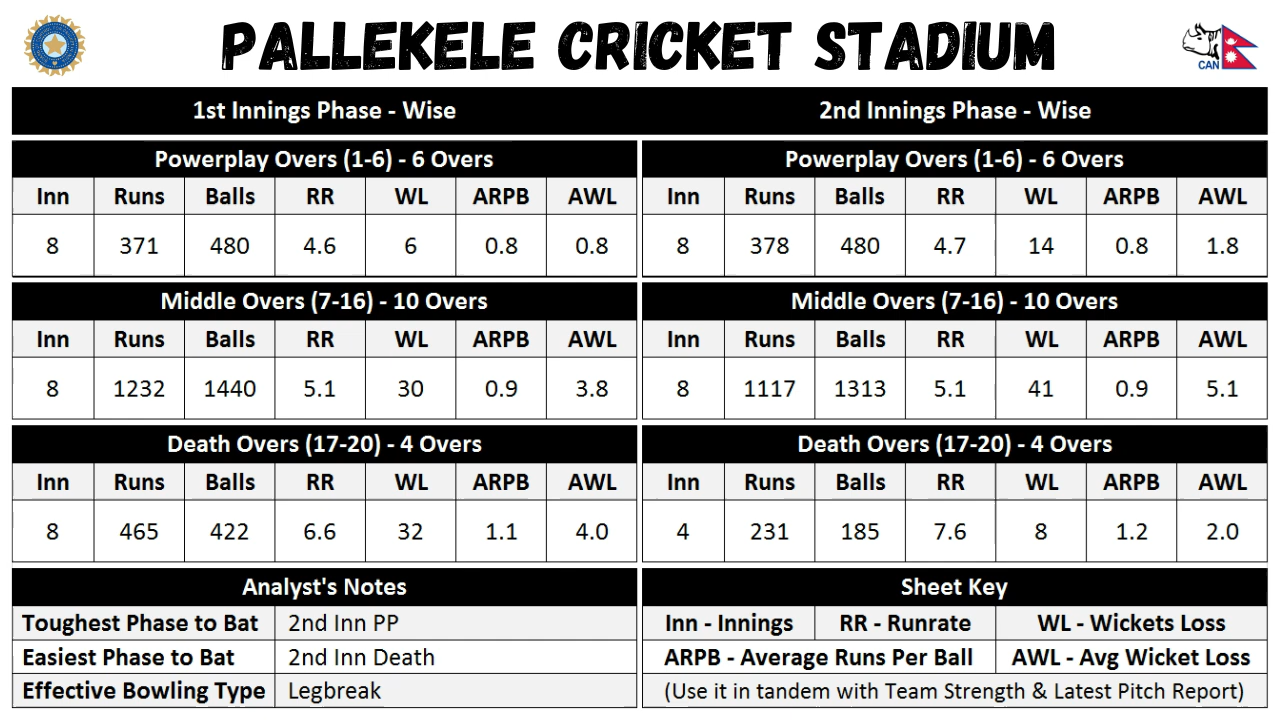 PALLEKELE CRICKET STADIUM
CAN
1st Innings Phase - Wise
2nd Innings Phase - Wise
Powerplay Overs (1-6) - 6 Overs
Inn Runs Balls RR WL ARPB AWL
8 371 480 4.6 6 0.8 0.8
Powerplay Overs (1-6) - 6 Overs
Inn Runs Balls RR WL ARPB AWL
8 378 480 4.7 14 0.8 1.8
Middle Overs (7-16) - 10 Overs
Inn Runs Balls RR WL ARPB AWL
8 1232 1440 5.1 30 0.9 3.8
Middle Overs (7-16) - 10 Overs
Inn Runs Balls RR WL ARPB AWL
8 1117 1313 5.1 41 0.9 5.1
Death Overs (17-20) - 4 Overs
Inn Runs Balls RR WL ARPB AWL
8 465 422 6.6 32 1.1 4.0
Death Overs (17-20) - 4 Overs
Inn Runs Balls RR WL ARPB AWL
4 231 185 7.6 8 1.2 2.0
Analyst's Notes
Toughest Phase to Bat 2nd Inn PP
Easiest Phase to Bat 2nd Inn Death
Effective Bowling Type Legbreak
Sheet Key
Inn - Innings RR - Runrate WL - Wickets Loss
ARPB - Average Runs Per Ball AWL - Avg Wicket Loss
(Use it in tandem with Team Strength & Latest Pitch Report)